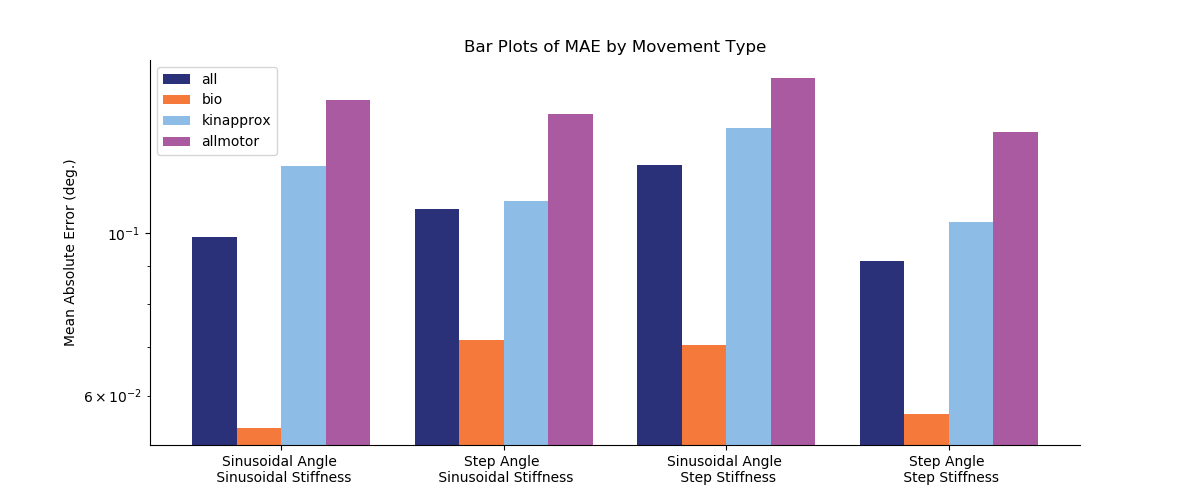 Bar Plots of MAE by Movement Type
all
bio
kinapprox
allmotor
Mean Absolute Error (deg.)
10⁻¹
6 × 10⁻²
Sinusoidal Angle
Sinusoidal Stiffness
Step Angle
Sinusoidal Stiffness
Sinusoidal Angle
Step Stiffness
Step Angle
Step Stiffness